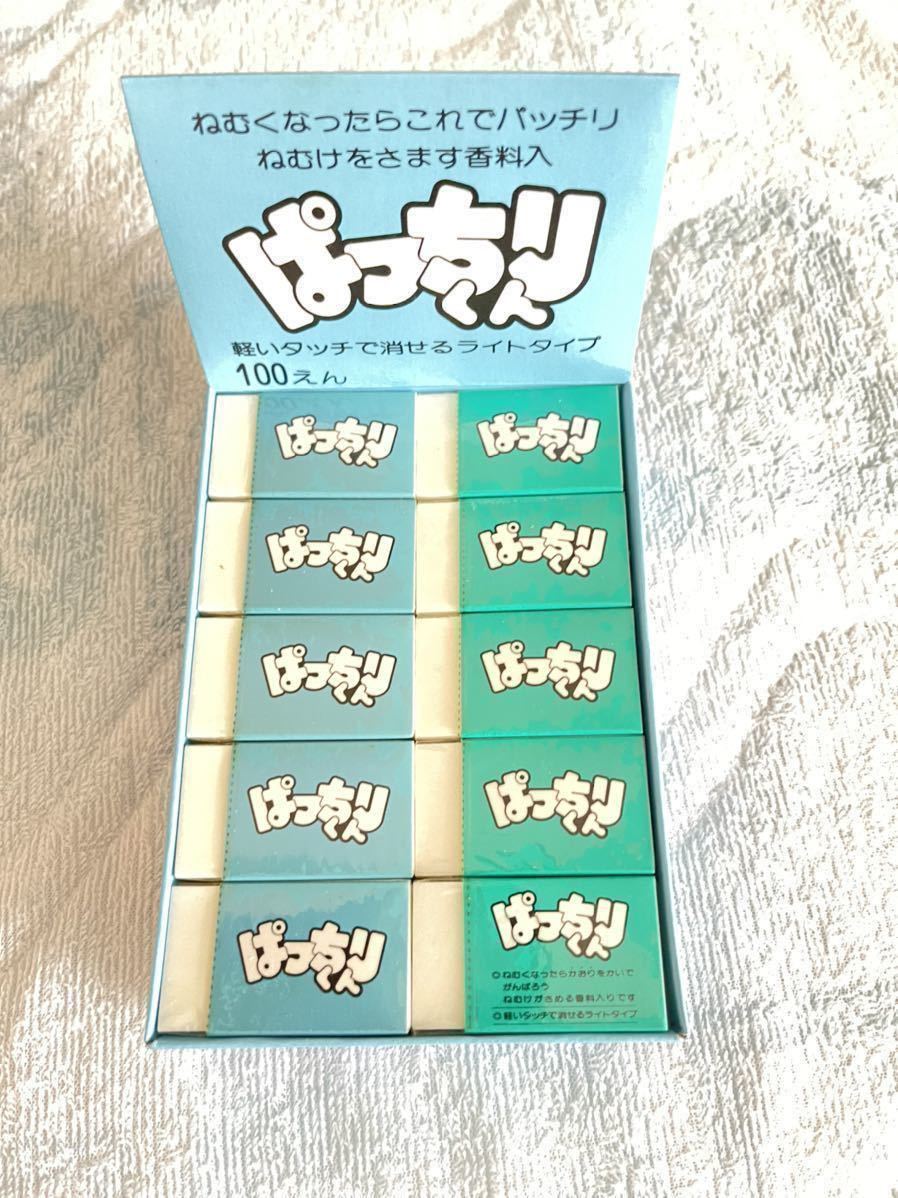 ねむくなったらこれでパッチリ
ねむけをさます香料入
ぱっちりくん
軽いタッチで消せるライトタイプ
100えん
ぱっちりくん
ぱっちりくん
ぱっちりくん
ぱっちりくん
ぱっちりくん
ぱっちりくん
ぱっちりくん
ぱっちりくん
ぱっちりくん
ぱっちりくん
◎ねむくなったらかおりをかいで
がんばろう
ねむけがさめる香料入りです
◎軽いタッチで消せるライトタイプ